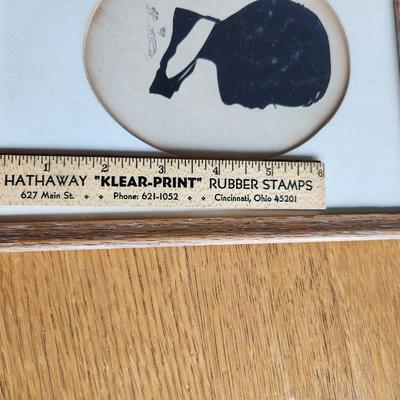 1 2 3 4 5 6
HATHAWAY "KLEAR-PRINT" RUBBER STAMPS
627 Main St. Phone: 621-1052 Cincinnati, Ohio 45201